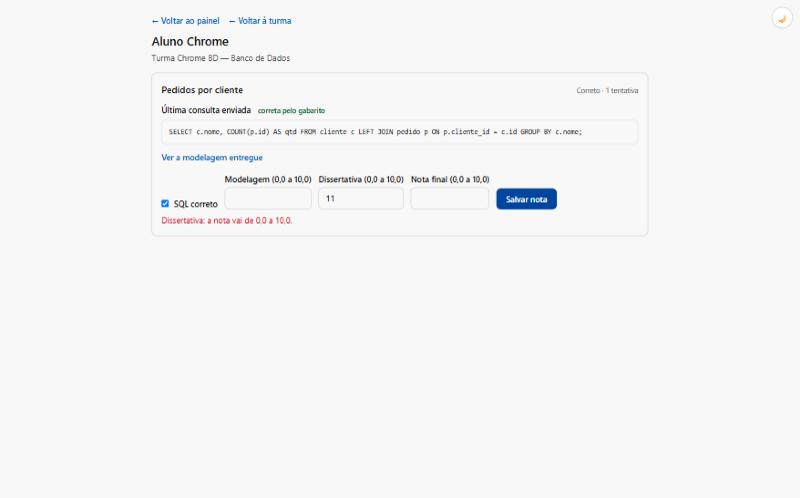 ← Voltar ao painel ← Voltar à turma
Aluno Chrome
Turma Chrome BD — Banco de Dados
Pedidos por cliente Correto · 1 tentativa
Última consulta enviada correta pelo gabarito
SELECT c.nome, COUNT(p.id) AS qtd FROM cliente c LEFT JOIN pedido p ON p.cliente_id = c.id GROUP BY c.nome;
Ver a modelagem entregue
Modelagem (0,0 a 10,0) Dissertativa (0,0 a 10,0) Nota final (0,0 a 10,0)
SQL correto 11 Salvar nota
Dissertativa: a nota vai de 0,0 a 10,0.